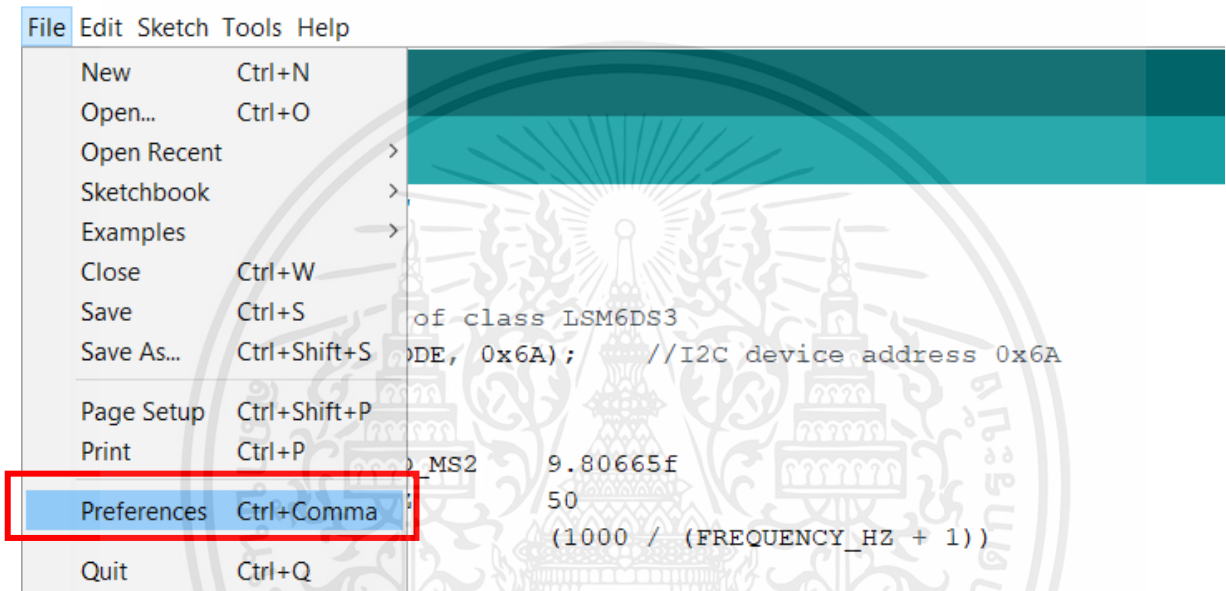 File Edit Sketch Tools Help
New Ctrl+N
Open... Ctrl+O
Open Recent >
Sketchbook >
Examples >
Close Ctrl+W
Save Ctrl+S
of class LSM6DS3
Save As... Ctrl+Shift+S
DE, 0x6A); //I2C device address 0x6A
Page Setup Ctrl+Shift+P
Print Ctrl+P
_MS2 9.80665f
Preferences Ctrl+Comma
50
(1000 / (FREQUENCY_HZ + 1))
Quit Ctrl+Q